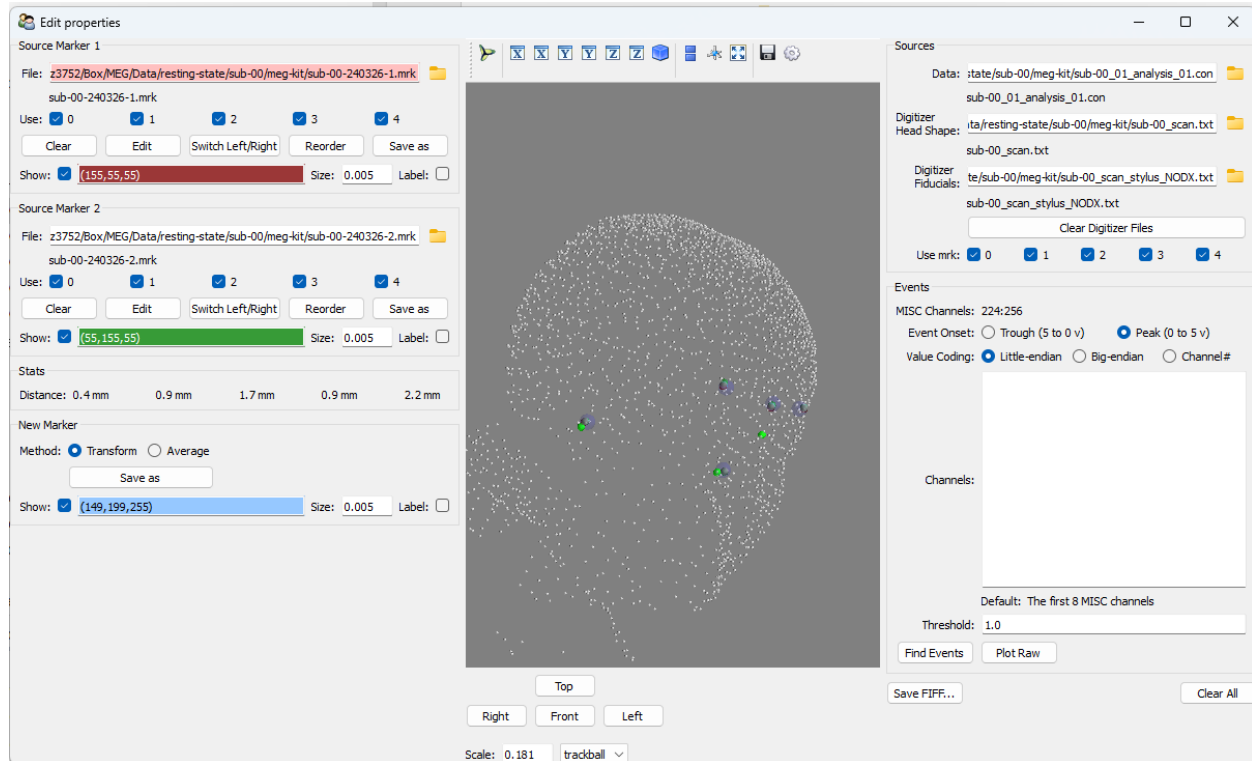 Edit properties
Source Marker 1
File: z3752/Box/MEG/Data/resting-state/sub-00/meg-kit/sub-00-240326-1.mrk
sub-00-240326-1.mrk
Use: 0 1 2 3 4
Clear Edit Switch Left/Right Reorder Save as
Show: (155,55,55) Size: 0.005 Label:
Source Marker 2
File: z3752/Box/MEG/Data/resting-state/sub-00/meg-kit/sub-00-240326-2.mrk
sub-00-240326-2.mrk
Use: 0 1 2 3 4
Clear Edit Switch Left/Right Reorder Save as
Show: (55,155,55) Size: 0.005 Label:
Stats
Distance: 0.4 mm 0.9 mm 1.7 mm 0.9 mm 2.2 mm
New Marker
Method: Transform Average
Save as
Show: (149,199,255) Size: 0.005 Label:
X X Y Y Z Z
Top
Right Front Left
Scale: 0.181 trackball
Sources
Data: state/sub-00/meg-kit/sub-00_01_analysis_01.con
sub-00_01_analysis_01.con
Digitizer
Head Shape: ta/resting-state/sub-00/meg-kit/sub-00_scan.txt
sub-00_scan.txt
Digitizer
Fiducials: te/sub-00/meg-kit/sub-00_scan_stylus_NODX.txt
sub-00_scan_stylus_NODX.txt
Clear Digitizer Files
Use mrk: 0 1 2 3 4
Events
MISC Channels: 224:256
Event Onset: Trough (5 to 0 v) Peak (0 to 5 v)
Value Coding: Little-endian Big-endian Channel#
Channels:
Default: The first 8 MISC channels
Threshold: 1.0
Find Events Plot Raw
Save FIFF... Clear All